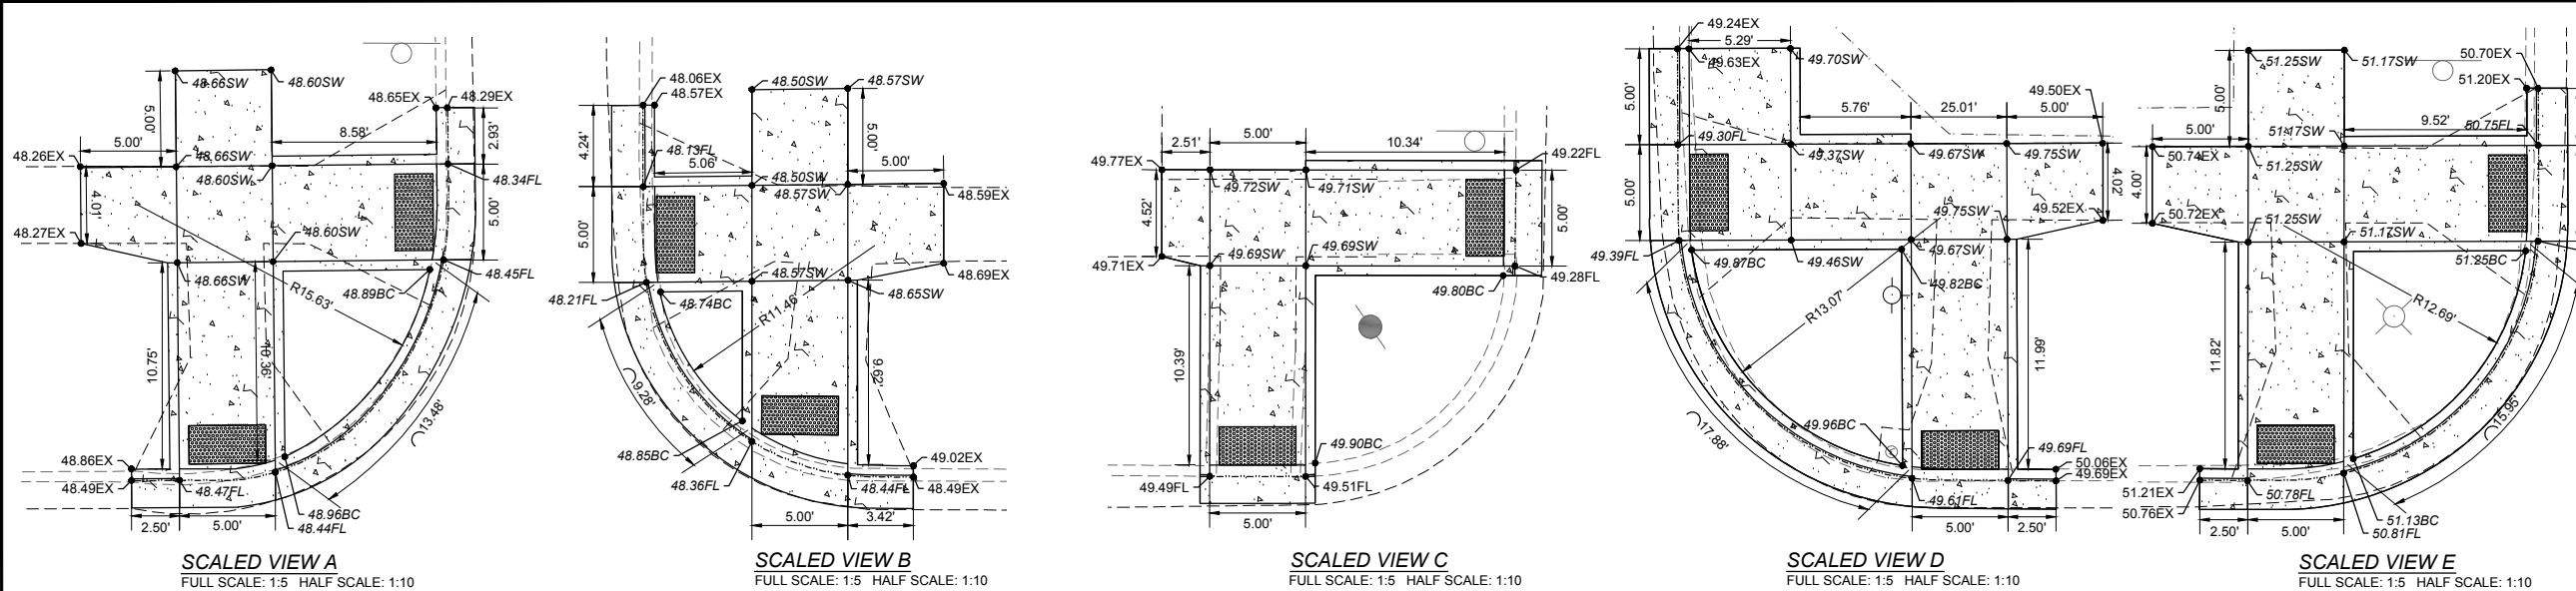 48.66SW
48.60SW
5.00'
48.65EX
48.29EX
8.58'
2.93'
5.00'
48.26EX
48.66SW
48.60SW
48.34FL
4.01'
5.00'
48.27EX
48.60SW
48.66SW
48.45FL
R15.63'
48.89BC
10.75'
10.36'
13.48'
48.86EX
48.49EX
48.47FL
48.96BC
48.44FL
2.50'
5.00'
SCALED VIEW A
FULL SCALE: 1:5 HALF SCALE: 1:10
48.06EX
48.57EX
48.50SW
48.57SW
4.24'
5.00'
48.13FL
5.06'
48.50SW
5.00'
48.57SW
48.59EX
5.00'
48.57SW
48.69EX
48.21FL
48.74BC
48.65SW
R11.46'
9.28'
9.62'
48.85BC
48.36FL
49.02EX
48.44FL
48.49EX
5.00'
3.42'
SCALED VIEW B
FULL SCALE: 1:5 HALF SCALE: 1:10
2.51'
5.00'
10.34'
49.77EX
49.22FL
49.72SW
49.71SW
4.52'
5.00'
49.69SW
49.69SW
49.71EX
49.28FL
49.80BC
10.39'
49.90BC
49.49FL
49.51FL
5.00'
SCALED VIEW C
FULL SCALE: 1:5 HALF SCALE: 1:10
49.24EX
5.29'
49.63EX
49.70SW
5.00'
49.50EX
5.76'
25.01'
5.00'
49.30FL
49.37SW
49.67SW
49.75SW
5.00'
4.02'
49.75SW
49.52EX
49.39FL
49.87BC
49.46SW
49.67SW
49.82BC
R13.07'
11.99'
17.88'
49.96BC
49.69FL
50.06EX
49.69EX
49.61FL
5.00'
2.50'
SCALED VIEW D
FULL SCALE: 1:5 HALF SCALE: 1:10
51.25SW
51.17SW
50.70EX
51.20EX
5.00'
5.00'
9.52'
50.75FL
50.74EX
51.17SW
51.25SW
4.00'
50.72EX
51.25SW
51.17SW
51.25BC
R12.69'
11.82'
15.95'
51.21EX
50.76EX
50.78FL
51.13BC
50.81FL
2.50'
5.00'
SCALED VIEW E
FULL SCALE: 1:5 HALF SCALE: 1:10